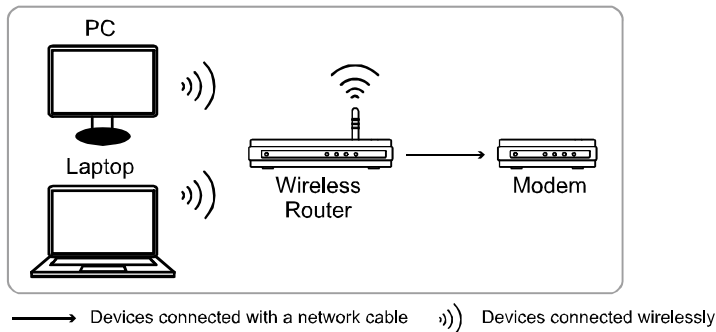 PC
Laptop
Wireless
Router
Modem
Devices connected with a network cable
Devices connected wirelessly